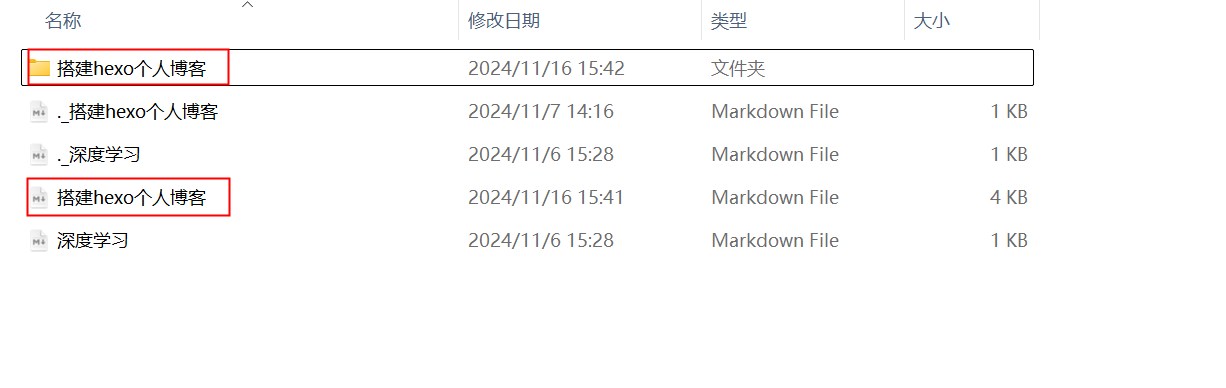 名称 修改日期 类型 大小
搭建hexo个人博客 2024/11/16 15:42 文件夹
._搭建hexo个人博客 2024/11/7 14:16 Markdown File 1 KB
._深度学习 2024/11/6 15:28 Markdown File 1 KB
搭建hexo个人博客 2024/11/16 15:41 Markdown File 4 KB
深度学习 2024/11/6 15:28 Markdown File 1 KB